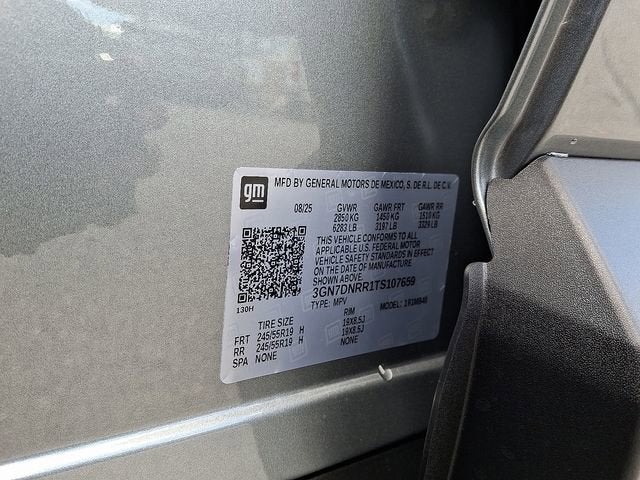 gm
MFD BY GENERAL MOTORS DE MEXICO, S. DE R.L. DE C.V.
08/25 GVWR GAWR FRT GAWR RR
2850 KG 1450 KG 1510 KG
6283 LB 3197 LB 3329 LB
THIS VEHICLE CONFORMS TO ALL
APPLICABLE U.S. FEDERAL MOTOR
VEHICLE SAFETY STANDARDS IN EFFECT
ON THE DATE OF MANUFACTURE
SHOWN ABOVE.
3GN7DNRR1TS107659
TYPE: MPV MODEL: 1MB48
130H
TIRE SIZE RIM
FRT 245/55R19 H 19X8.5J
RR 245/55R19 H 19X8.5J
SPA NONE NONE